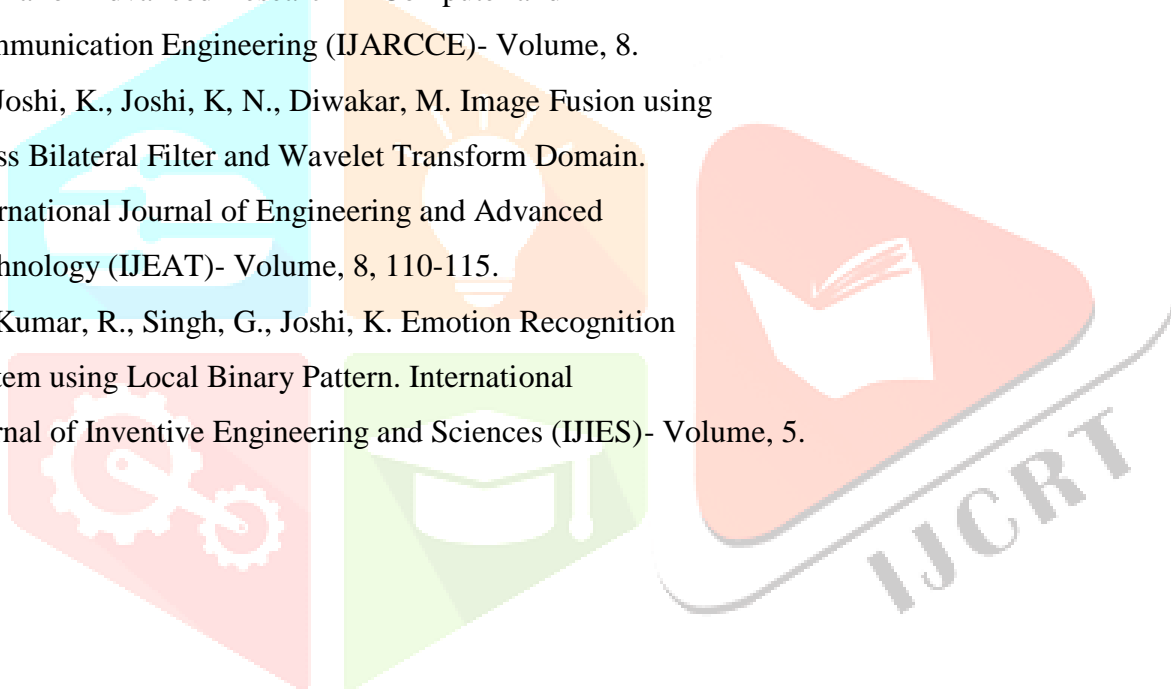 mmunication Engineering (IJARCCE)- Volume, 8.
Joshi, K., Joshi, K, N., Diwakar, M. Image Fusion using
ss Bilateral Filter and Wavelet Transform Domain.
rnational Journal of Engineering and Advanced
hnology (IJEAT)- Volume, 8, 110-115.
Kumar, R., Singh, G., Joshi, K. Emotion Recognition
tem using Local Binary Pattern. International
rnal of Inventive Engineering and Sciences (IJIES)- Volume, 5.
IJCRT